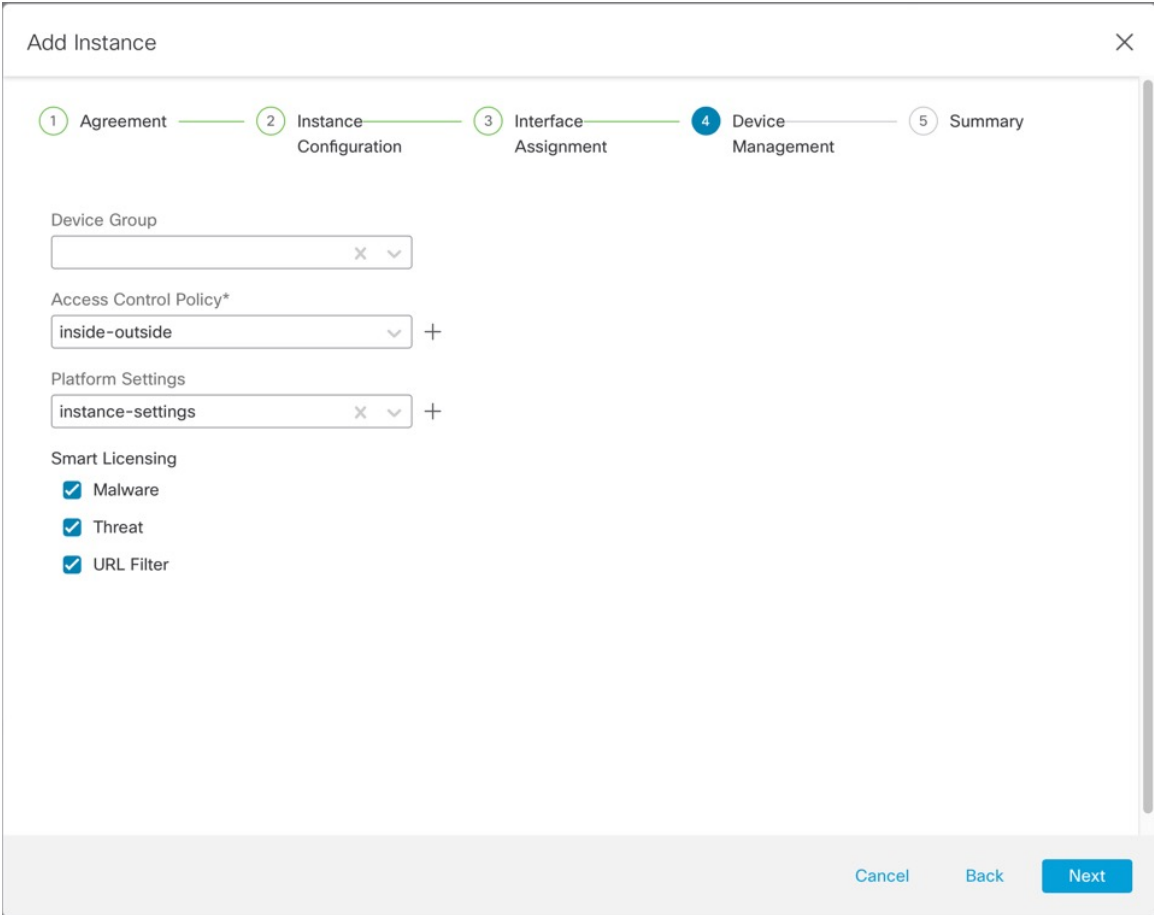 Add Instance
1 Agreement 2 Instance 3 Interface 4 Device 5 Summary
Configuration Assignment Management
Device Group
Access Control Policy*
inside-outside
Platform Settings
instance-settings
Smart Licensing
Malware
Threat
URL Filter
Cancel Back Next